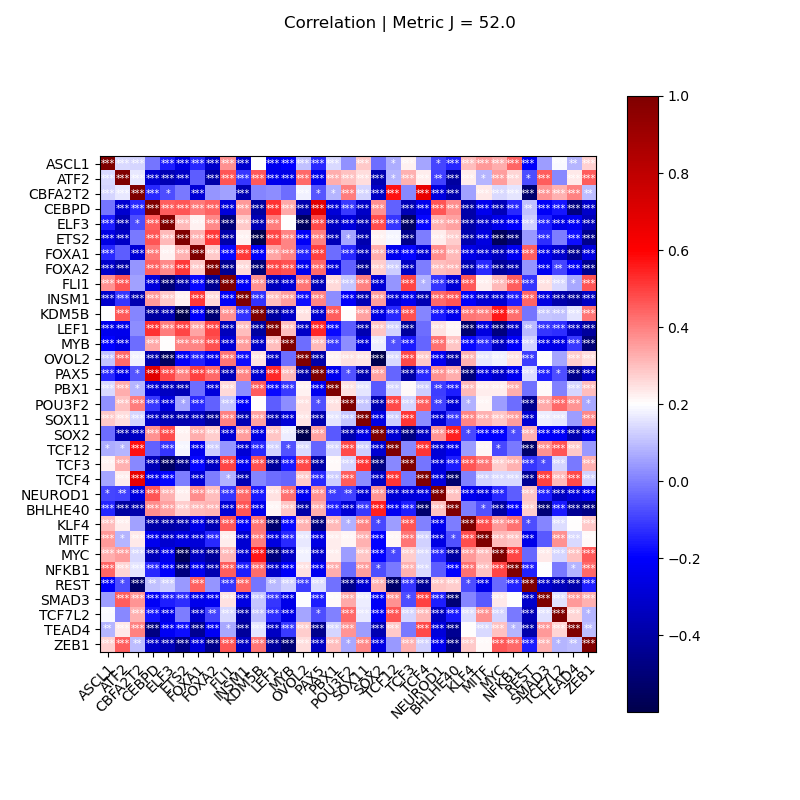 Correlation | Metric J = 52.0
ASCL1
ATF2
CBFA2T2
CEBPD
ELF3
ETS2
FOXA1
FOXA2
FLI1
INSM1
KDM5B
LEF1
MYB
OVOL2
PAX5
PBX1
POU3F2
SOX11
SOX2
TCF12
TCF3
TCF4
NEUROD1
BHLHE40
KLF4
MITF
MYC
NFKB1
REST
SMAD3
TCF7L2
TEAD4
ZEB1
ASCL1
ATF2
CBFA2T2
CEBPD
ELF3
ETS2
FOXA1
FOXA2
FLI1
INSM1
KDM5B
LEF1
MYB
OVOL2
PAX5
PBX1
POU3F2
SOX11
SOX2
TCF12
TCF3
TCF4
NEUROD1
BHLHE40
KLF4
MITF
MYC
NFKB1
REST
SMAD3
TCF7L2
TEAD4
ZEB1
1.0
0.8
0.6
0.4
0.2
0.0
−0.2
−0.4